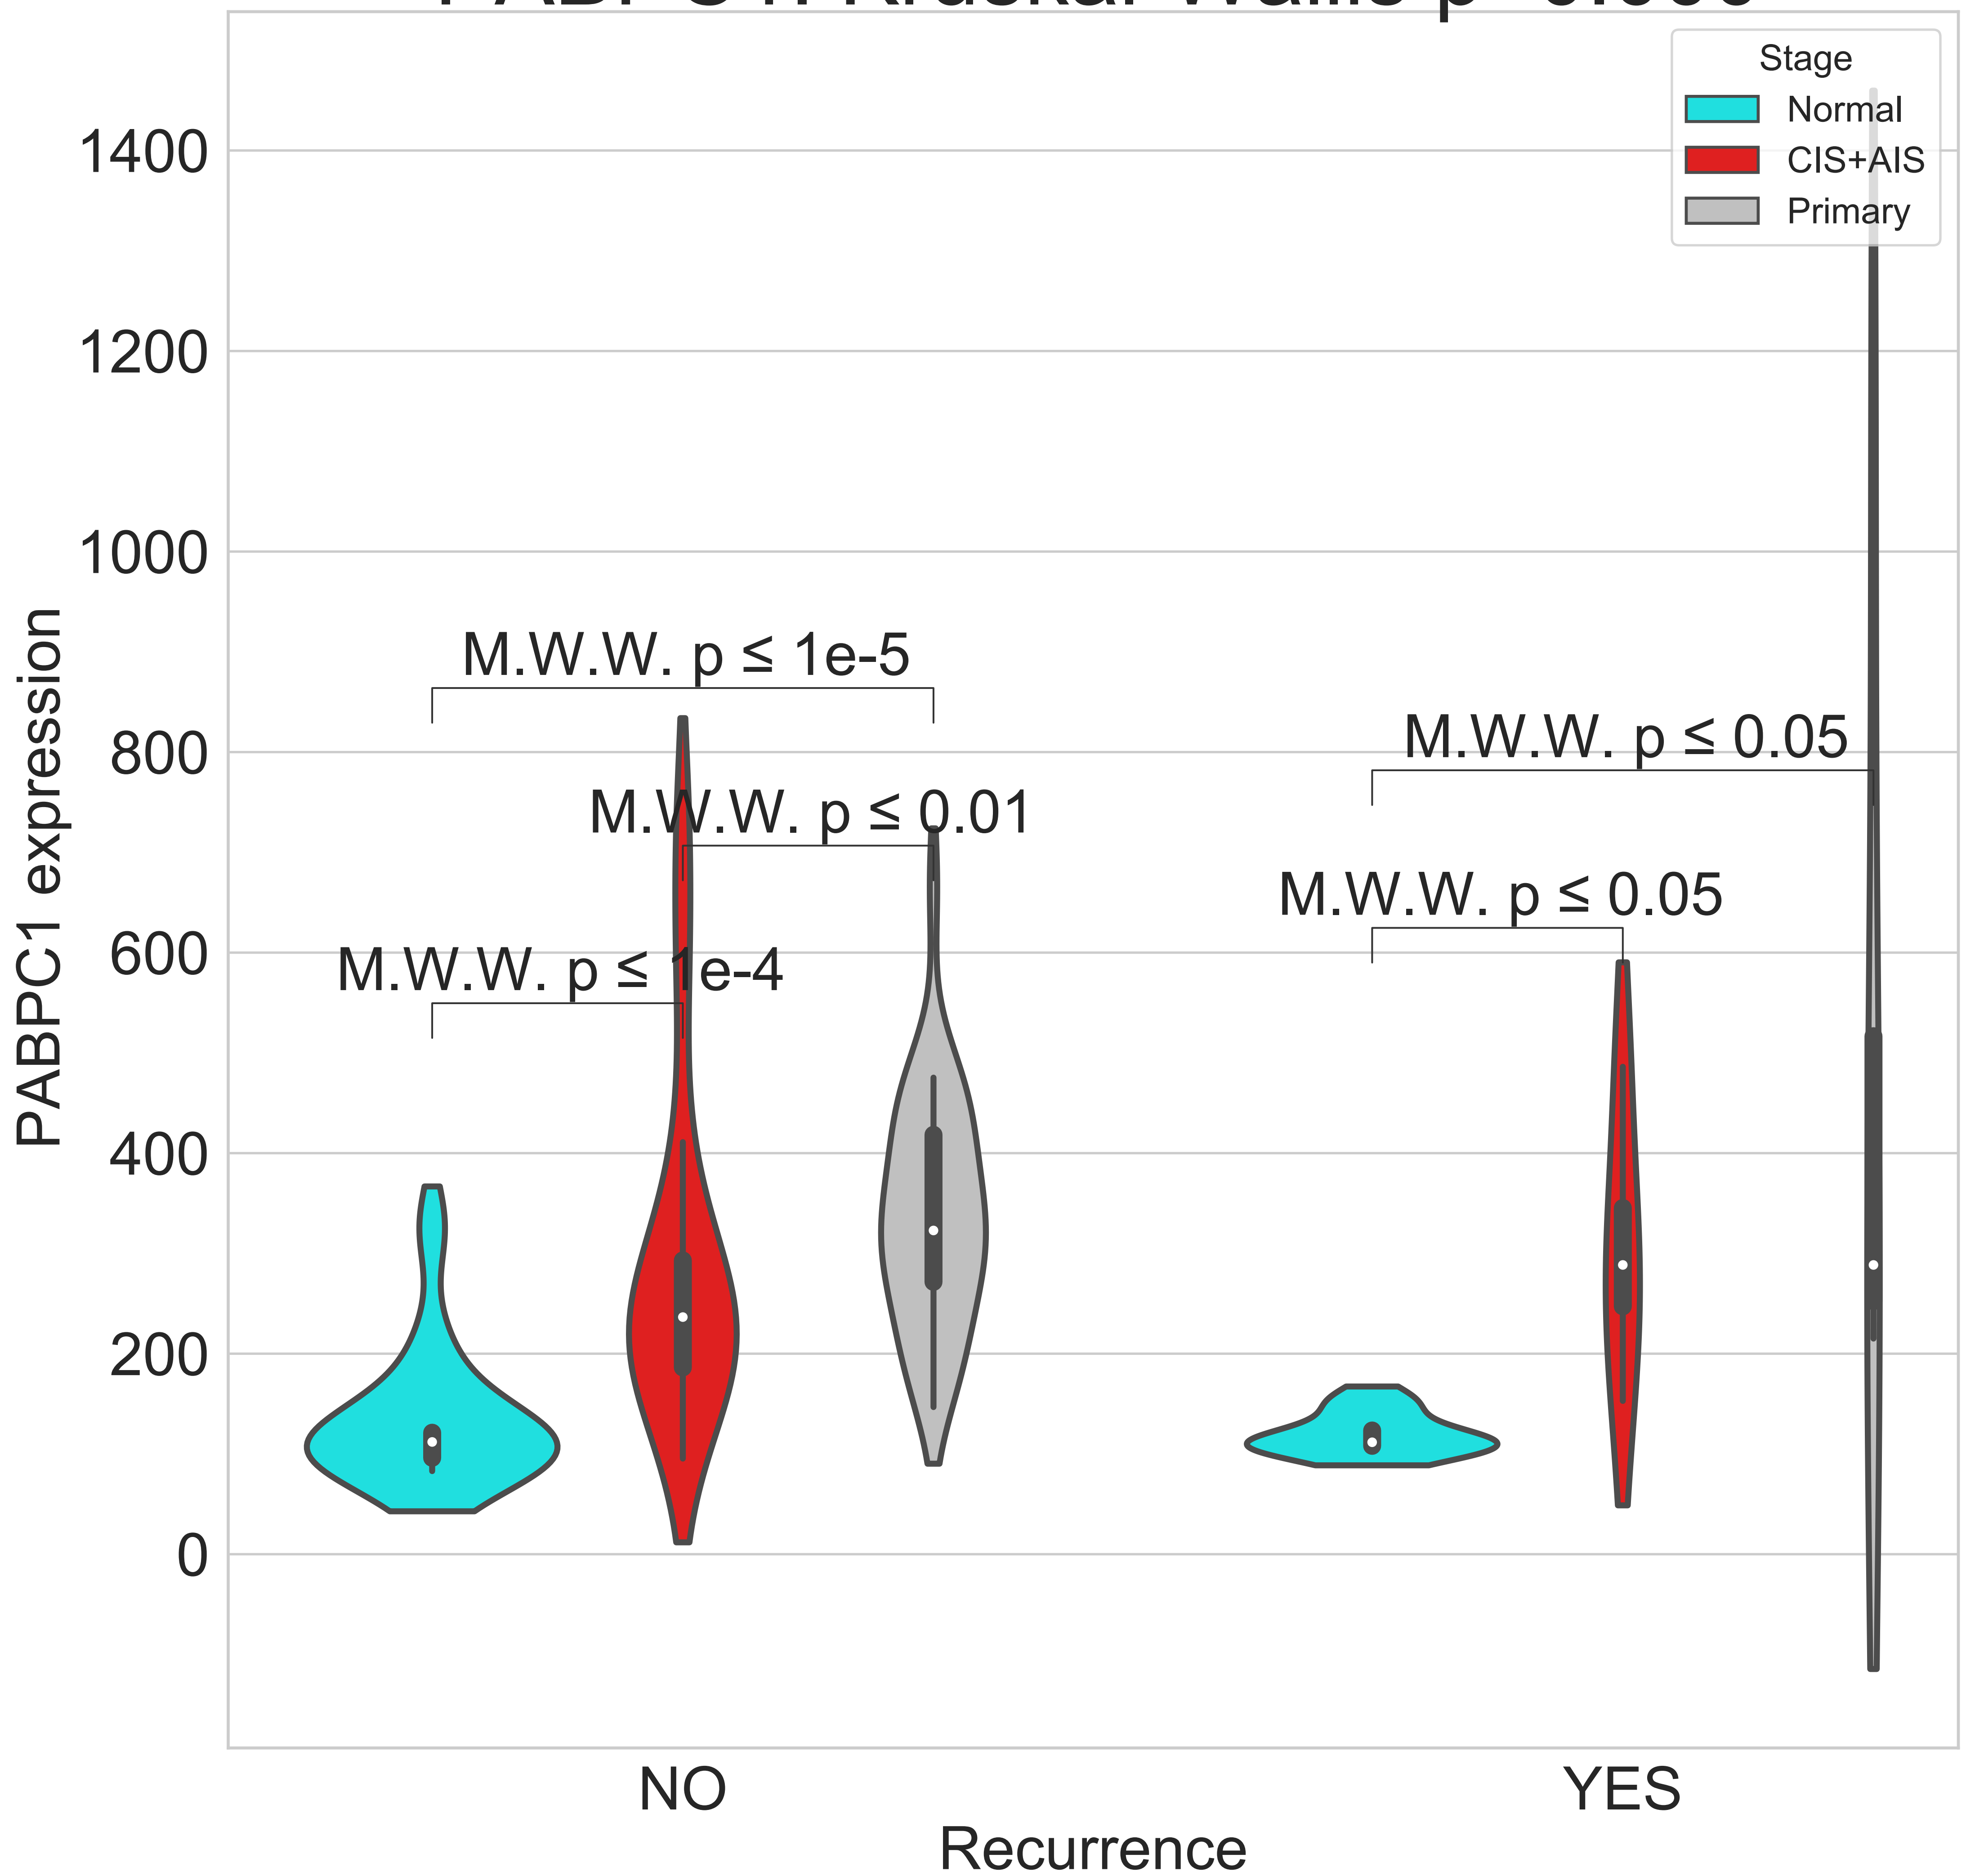 Stage
Normal
CIS+AIS
Primary
1400
1200
1000
800
600
400
200
0
PABPC1 expression
M.W.W. p ≤ 1e-5
M.W.W. p ≤ 0.01
M.W.W. p ≤ 1e-4
M.W.W. p ≤ 0.05
M.W.W. p ≤ 0.05
NO
YES
Recurrence